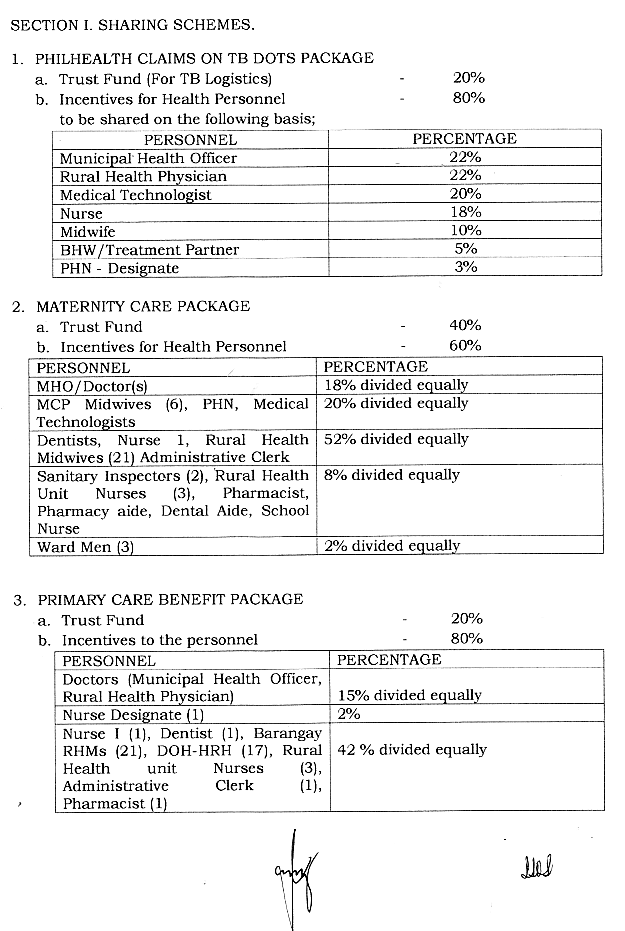 SECTION I. SHARING SCHEMES.
1. PHILHEALTH CLAIMS ON TB DOTS PACKAGE
a. Trust Fund (For TB Logistics) - 20%
b. Incentives for Health Personnel - 80%
to be shared on the following basis;
PERSONNEL PERCENTAGE
Municipal Health Officer 22%
Rural Health Physician 22%
Medical Technologist 20%
Nurse 18%
Midwife 10%
BHW/Treatment Partner 5%
PHN - Designate 3%
2. MATERNITY CARE PACKAGE
a. Trust Fund - 40%
b. Incentives for Health Personnel - 60%
PERSONNEL PERCENTAGE
MHO/Doctor(s) 18% divided equally
MCP Midwives (6), PHN, Medical 20% divided equally
Technologists
Dentists, Nurse 1, Rural Health 52% divided equally
Midwives (21) Administrative Clerk
Sanitary Inspectors (2), Rural Health 8% divided equally
Unit Nurses (3), Pharmacist,
Pharmacy aide, Dental Aide, School
Nurse
Ward Men (3) 2% divided equally
3. PRIMARY CARE BENEFIT PACKAGE
a. Trust Fund - 20%
b. Incentives to the personnel - 80%
PERSONNEL PERCENTAGE
Doctors (Municipal Health Officer,
Rural Health Physician) 15% divided equally
Nurse Designate (1) 2%
Nurse I (1), Dentist (1), Barangay
RHMs (21), DOH-HRH (17), Rural 42 % divided equally
Health unit Nurses (3),
Administrative Clerk (1),
Pharmacist (1)